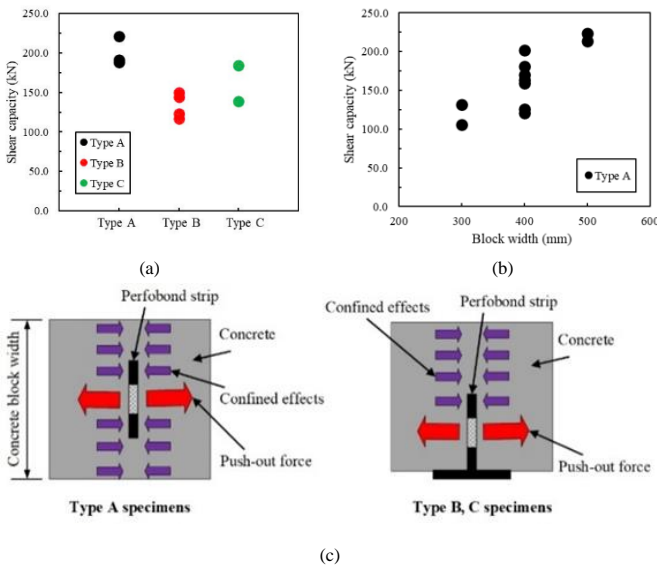 250.0
200.0
150.0
100.0
50.0
0.0
Shear capacity (kN)
Type A
Type B
Type C
Type A
Type B
Type C
(a)
250.0
200.0
150.0
100.0
50.0
0.0
Shear capacity (kN)
Type A
200
300
400
500
600
Block width (mm)
(b)
Perfobond strip
Concrete block width
Concrete
Confined effects
Push-out force
Type A specimens
Confined effects
Perfobond strip
Concrete
Push-out force
Type B, C specimens
(c)